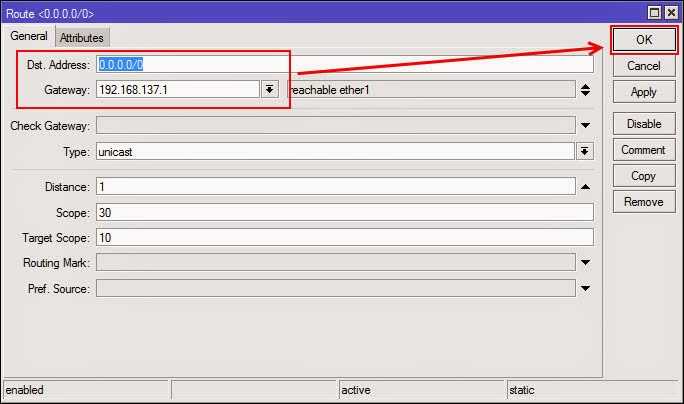 Route <0.0.0.0/0>
General Attributes
OK
Dst. Address: 0.0.0.0/0
Cancel
Gateway: 192.168.137.1 reachable ether1
Apply
Check Gateway:
Disable
Type: unicast
Comment
Copy
Distance: 1
Remove
Scope: 30
Target Scope: 10
Routing Mark:
Pref. Source:
enabled active static